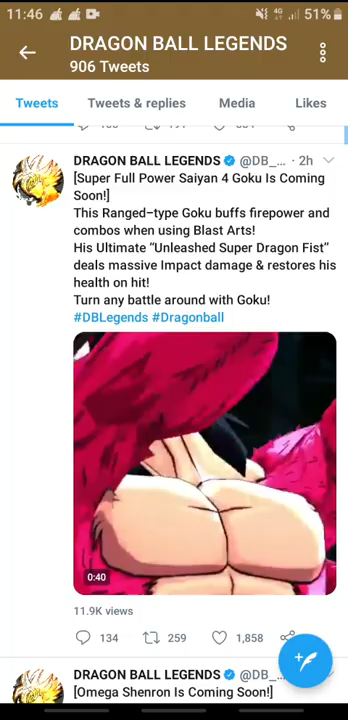 11:46
4G
51%
DRAGON BALL LEGENDS
906 Tweets
Tweets
Tweets & replies
Media
Likes
DRAGON BALL LEGENDS @DB_... · 2h
[Super Full Power Saiyan 4 Goku Is Coming
Soon!]
This Ranged-type Goku buffs firepower and
combos when using Blast Arts!
His Ultimate "Unleashed Super Dragon Fist"
deals massive Impact damage & restores his
health on hit!
Turn any battle around with Goku!
#DBLegends #Dragonball
0:40
11.9K views
134
259
1,858
DRAGON BALL LEGENDS @DB_...
[Omega Shenron Is Coming Soon!]